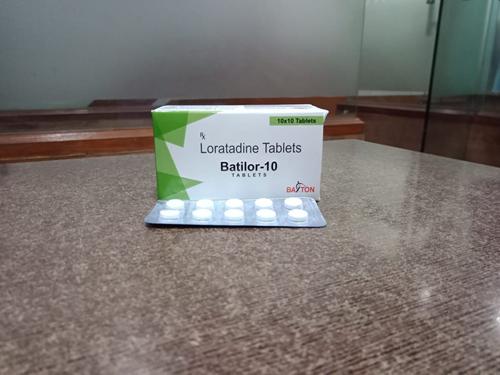 10x10 Tablets
Rx
Loratadine Tablets
Batilor-10
TABLETS
BAXTON